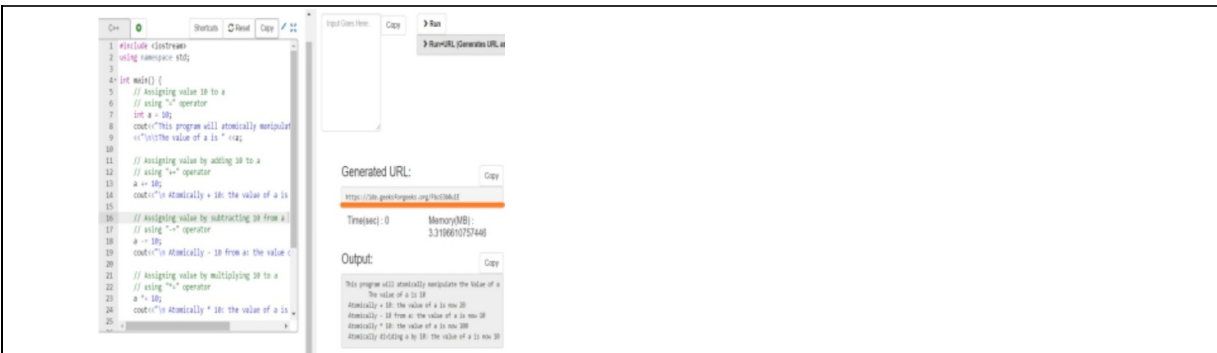 C++
Shortcuts Reset Copy
1 #include <iostream>
2 using namespace std;
3
4 int main() {
5 // Assigning value 10 to a
6 // using "=" operator
7 int a = 10;
8 cout<<"This program will atomically manipulat
9 <<"\n\tThe value of a is " <<a;
10
11 // Assigning value by adding 10 to a
12 // using "+=" operator
13 a += 10;
14 cout<<"\n Atomically + 10: the value of a is
15
16 // Assigning value by subtracting 10 from a
17 // using "-=" operator
18 a -= 10;
19 cout<<"\n Atomically - 10 from a: the value o
20
21 // Assigning value by multiplying 10 to a
22 // using "*=" operator
23 a *= 10;
24 cout<<"\n Atomically * 10: the value of a is
25
Input Goes Here..
Copy
Run
Run+URL (Generates URL as
Generated URL:
Copy
Time(sec) : 0
Memory(MB) :
3.3196610757446
Output:
Copy
This program will atomically manipulate the Value of a
The value of a is 10
Atomically + 10: the value of a is now 20
Atomically - 10 from a: the value of a is now 10
Atomically * 10: the value of a is now 100
Atomically dividing a by 10: the value of a is now 10